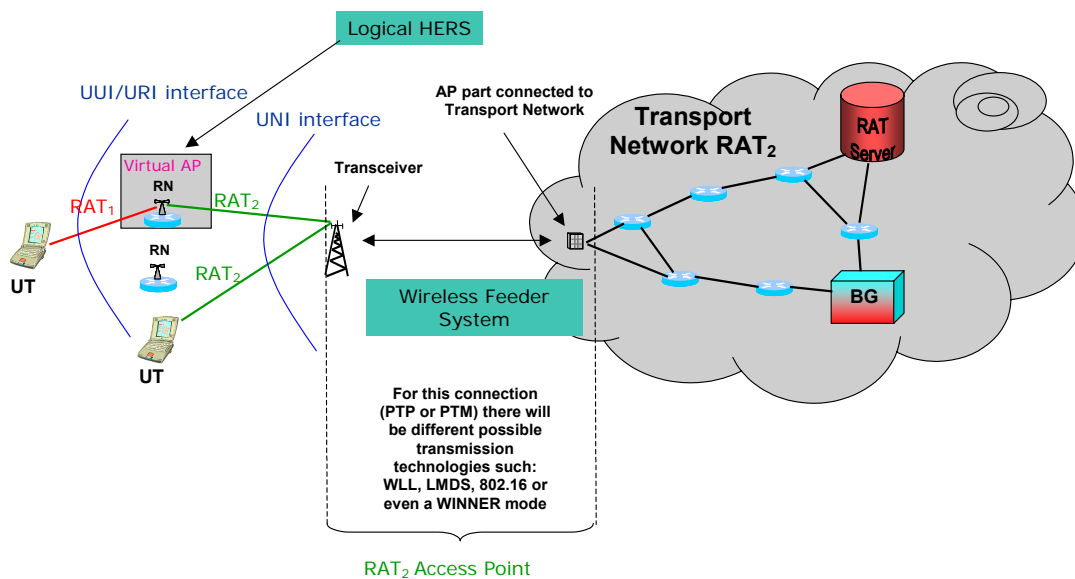 Logical HERS
UUI/URI interface
UNI interface
AP part connected to
Transport Network
Transport
Network RAT₂
RAT
Server
Virtual AP
RN
Transceiver
RAT₁
RAT₂
UT
RN
RAT₂
UT
Wireless Feeder
System
BG
For this connection
(PTP or PTM) there will
be different possible
transmission
technologies such:
WLL, LMDS, 802.16 or
even a WINNER mode
RAT₂ Access Point